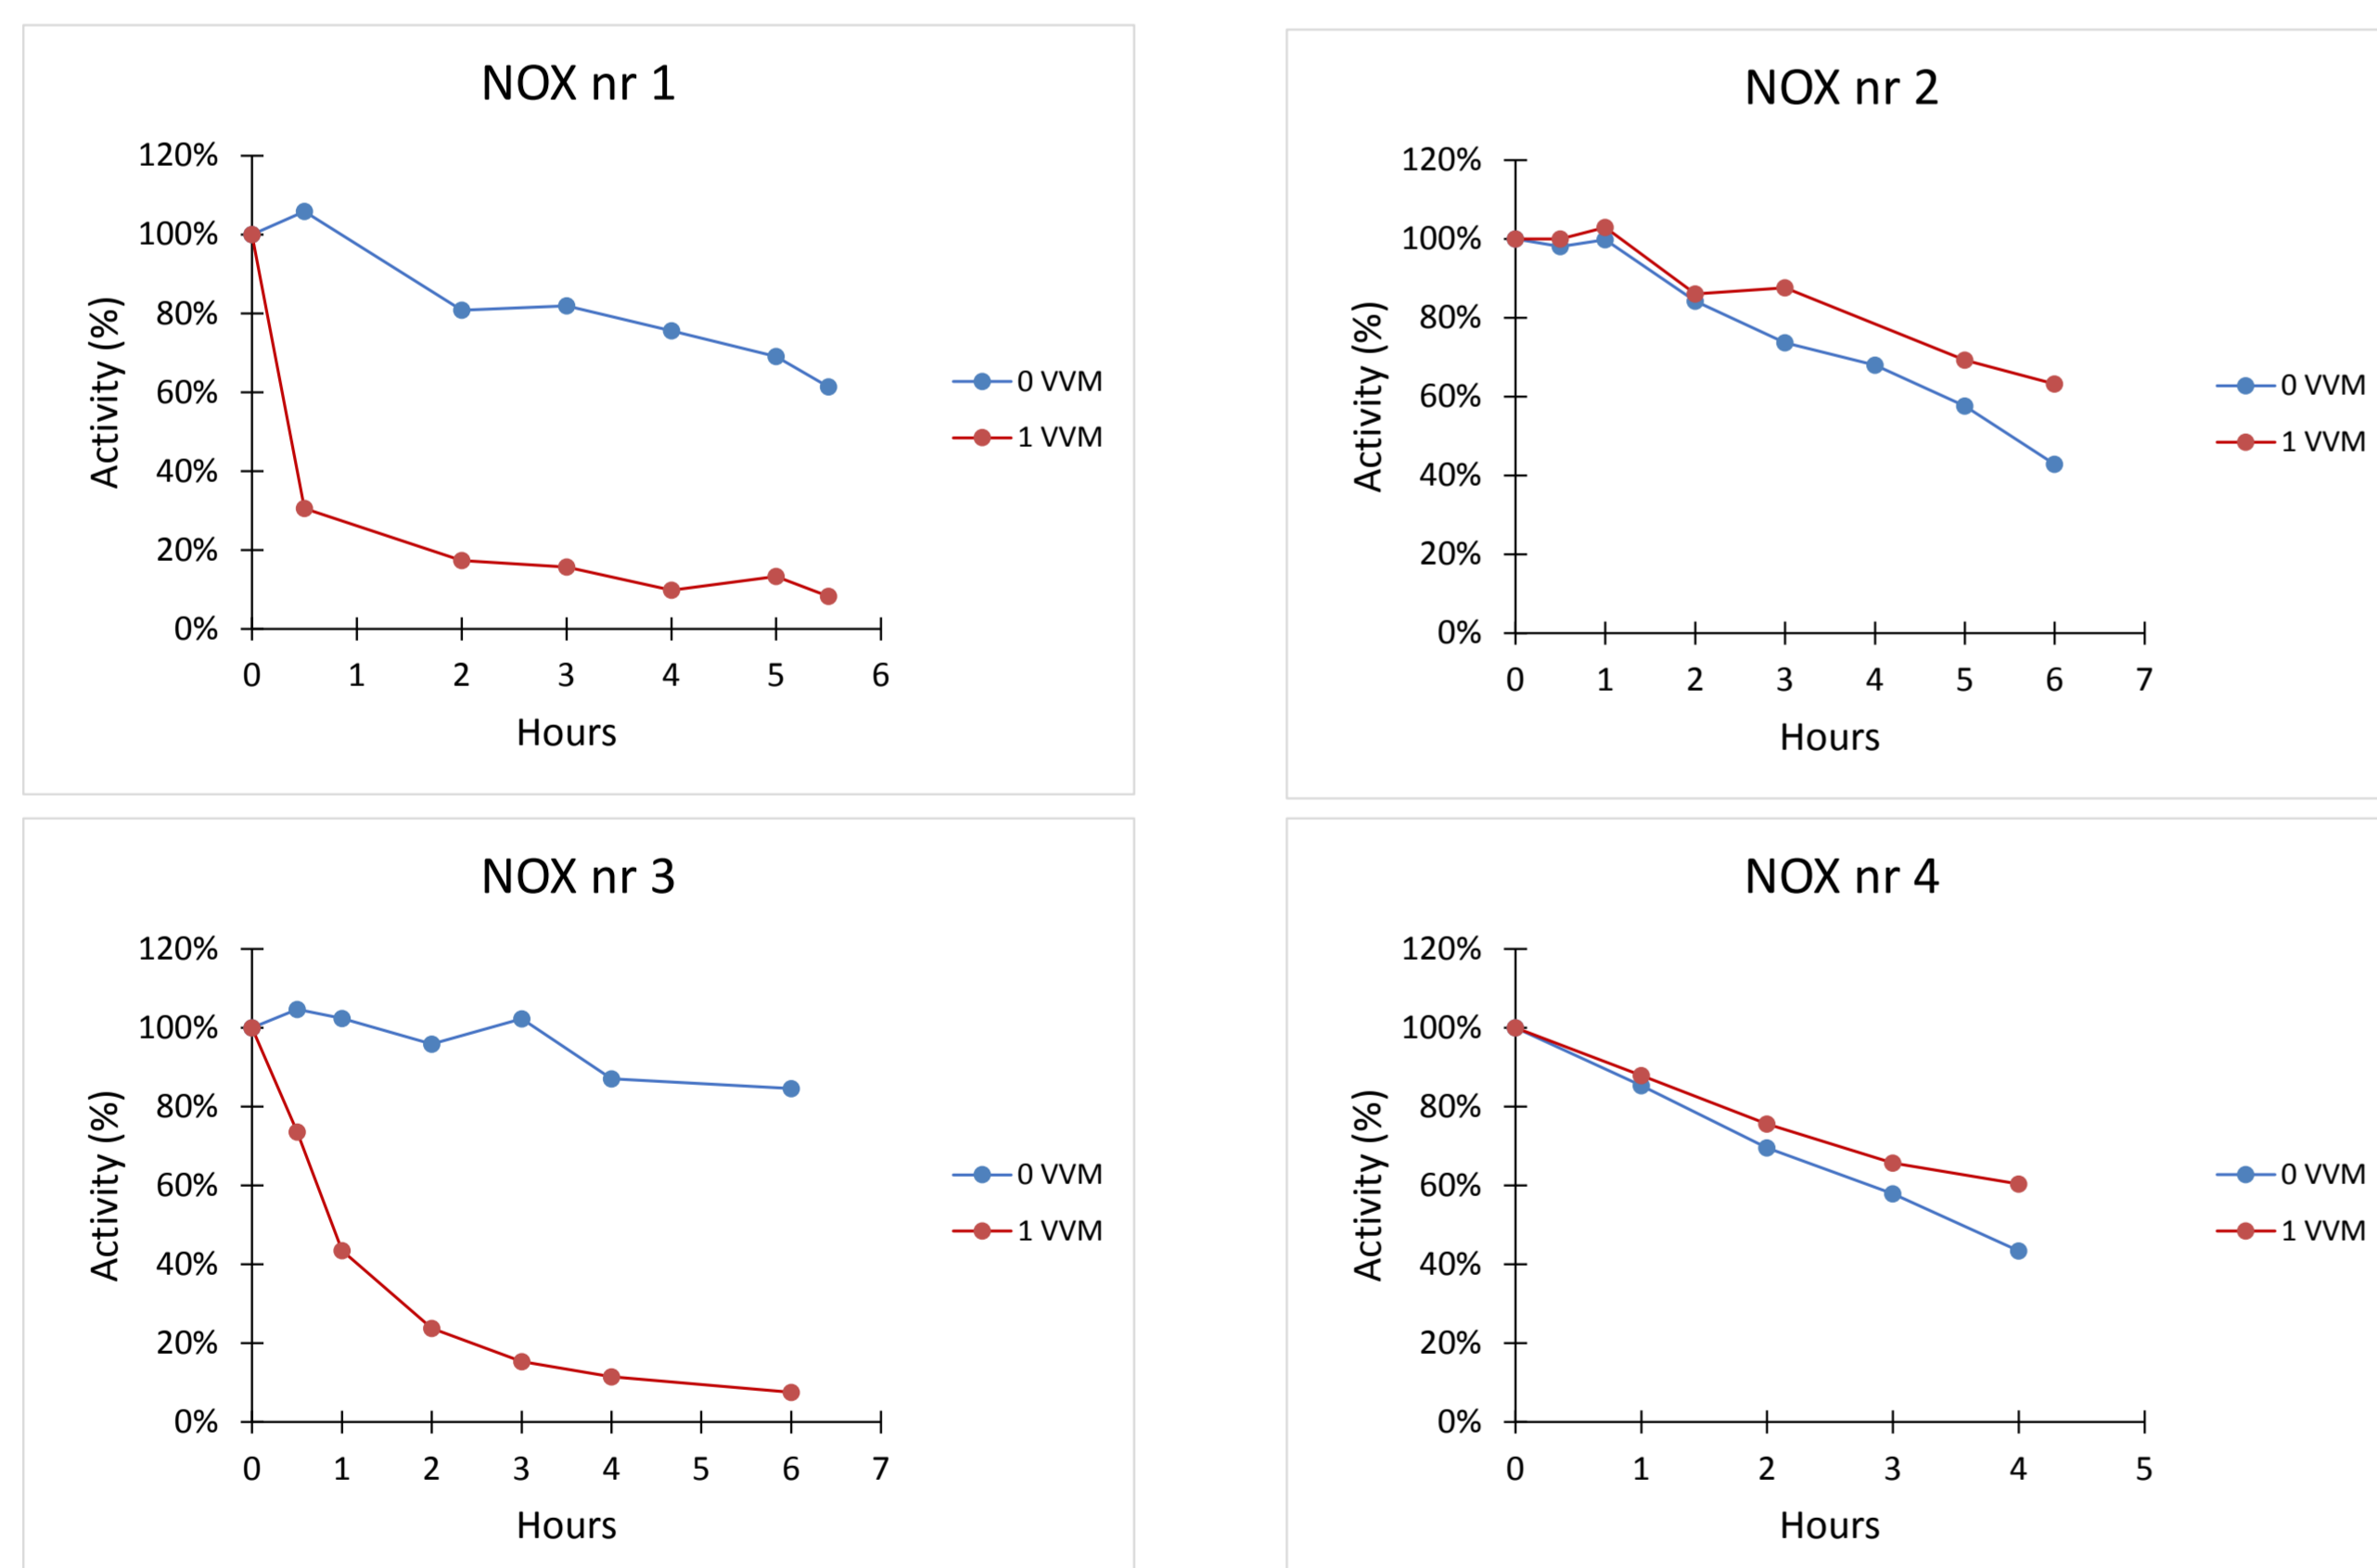 NOX nr 1
120%
100%
80%
60%
40%
20%
0%
Activity (%)
0 1 2 3 4 5 6
Hours
0 VVM
1 VVM
NOX nr 2
120%
100%
80%
60%
40%
20%
0%
Activity (%)
0 1 2 3 4 5 6 7
Hours
0 VVM
1 VVM
NOX nr 3
120%
100%
80%
60%
40%
20%
0%
Activity (%)
0 1 2 3 4 5 6 7
Hours
0 VVM
1 VVM
NOX nr 4
120%
100%
80%
60%
40%
20%
0%
Activity (%)
0 1 2 3 4 5
Hours
0 VVM
1 VVM